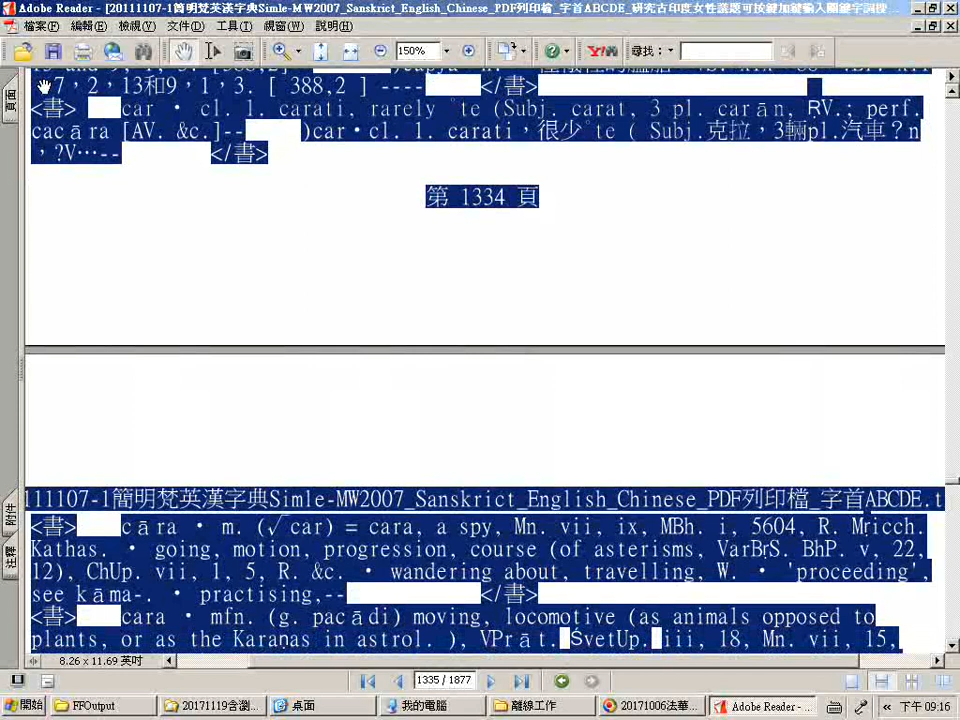 Adobe Reader - [20111107-1簡明梵英漢字典Simle-MW2007_Sanskrict_English_Chinese_PDF列印檔_字首ABCDE_研究古印度女性議題可按鍵加鍵輸入關鍵字詞搜
檔案(F) 編輯(E) 檢視(V) 文件(D) 工具(T) 視窗(W) 說明(H)
150% 尋找：
頁面
7，2，13和9，1，3. [ 388,2 ] ---- </書>
<書> car • cl. 1. carati, rarely °te (Subj. carat, 3 pl. carān, RV.; perf.
cacāra [AV. &c.]-- )car•cl. 1. carati，很少°te ( Subj.克拉，3輛pl.汽車？n
，?V…-- </書>
第 1334 頁
111107-1簡明梵英漢字典Simle-MW2007_Sanskrict_English_Chinese_PDF列印檔_字首ABCDE.t
附件
<書> cāra • m. (√car) = cara, a spy, Mn. vii, ix, MBh. i, 5604, R. Mṛicch.
Kathas. • going, motion, progression, course (of asterisms, VarBṛS. BhP. v, 22,
注釋
12), ChUp. vii, 1, 5, R. &c. • wandering about, travelling, W. • 'proceeding',
see kāma-. • practising,-- </書>
<書> cara • mfn. (g. pacādi) moving, locomotive (as animals opposed to
plants, or as the Karaṇas in astrol. ), VPrāt. ŚvetUp. iii, 18, Mn. vii, 15,
8.26 x 11.69 英吋
1335 / 1877
開始 FFOutput 20171119含瀏... 桌面 我的電腦 離線工作 20171006法華... Adobe Reader - [... 下午 09:16